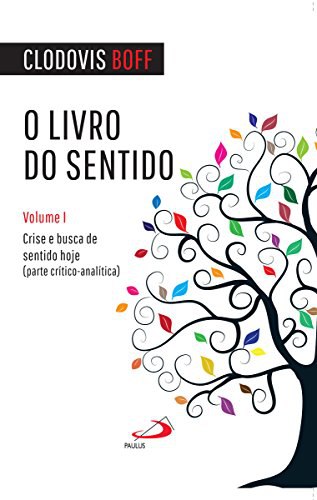 CLODOVIS BOFF
O LIVRO
DO SENTIDO
Volume I
Crise e busca de
sentido hoje
(parte crítico-analítica)
PAULUS